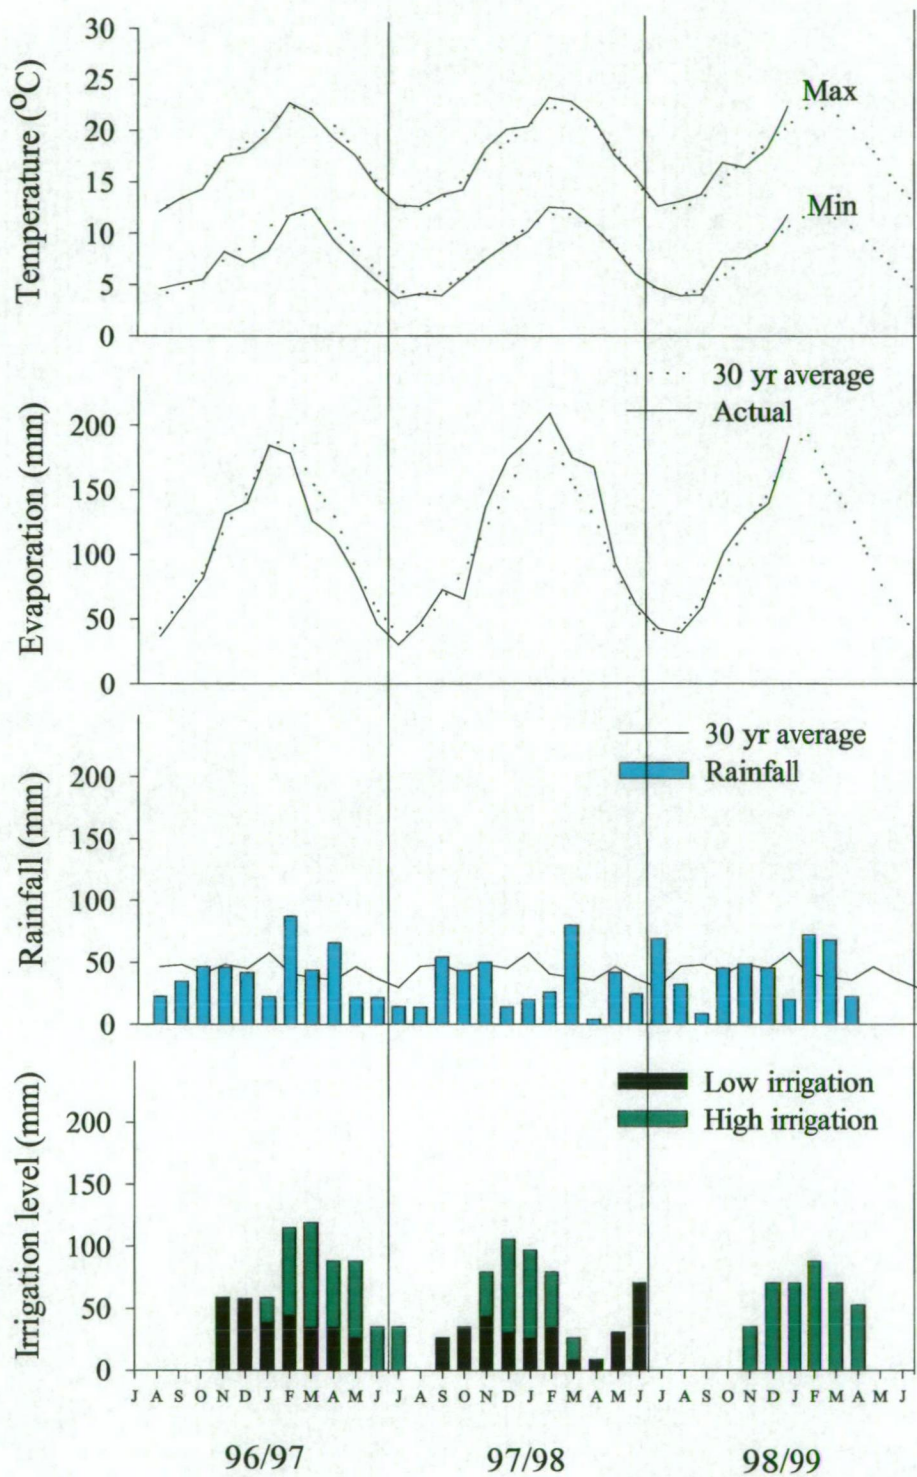 Temperature (°C)
30
25
20
15
10
5
0
Max
Min
Evaporation (mm)
200
150
100
50
0
30 yr average
Actual
Rainfall (mm)
200
150
100
50
0
30 yr average
Rainfall
Irrigation level (mm)
200
150
100
50
0
Low irrigation
High irrigation
J A S O N D J F M A M J J A S O N D J F M A M J J A S O N D J F M A M J
96/97 97/98 98/99